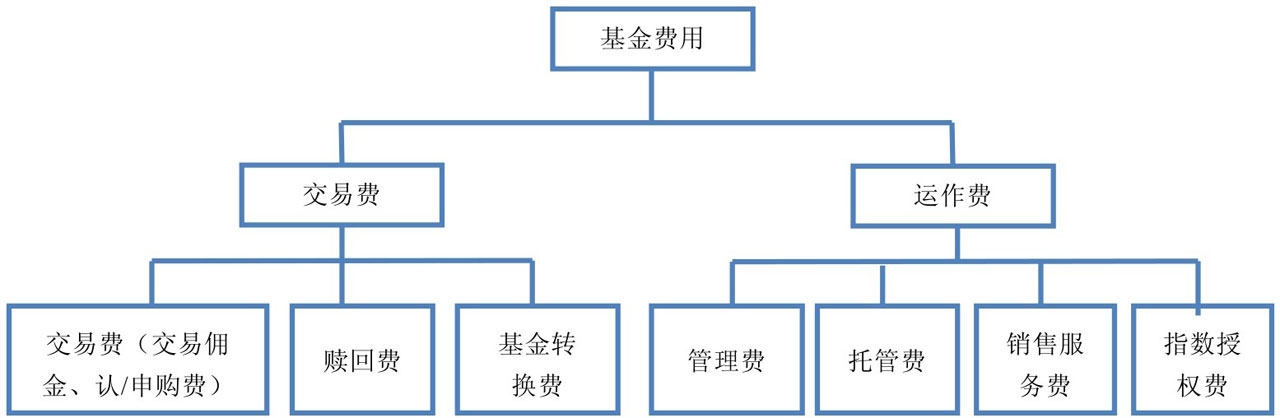 基金费用
交易费
运作费
交易费（交易佣
金、认/申购费）
赎回费
基金转
换费
管理费
托管费
销售服
务费
指数授
权费